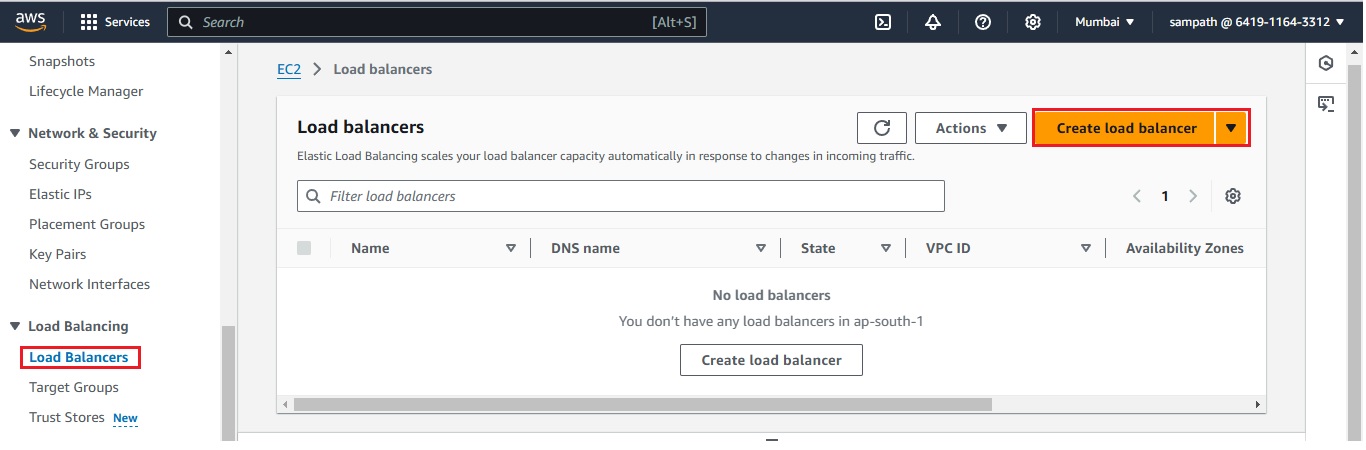 aws Services Search [Alt+S] Mumbai sampath @ 6419-1164-3312
Snapshots
Lifecycle Manager
Network & Security
Security Groups
Elastic IPs
Placement Groups
Key Pairs
Network Interfaces
Load Balancing
Load Balancers
Target Groups
Trust Stores New
EC2 Load balancers
Load balancers Actions Create load balancer
Elastic Load Balancing scales your load balancer capacity automatically in response to changes in incoming traffic.
Filter load balancers 1
Name DNS name State VPC ID Availability Zones
No load balancers
You don't have any load balancers in ap-south-1
Create load balancer